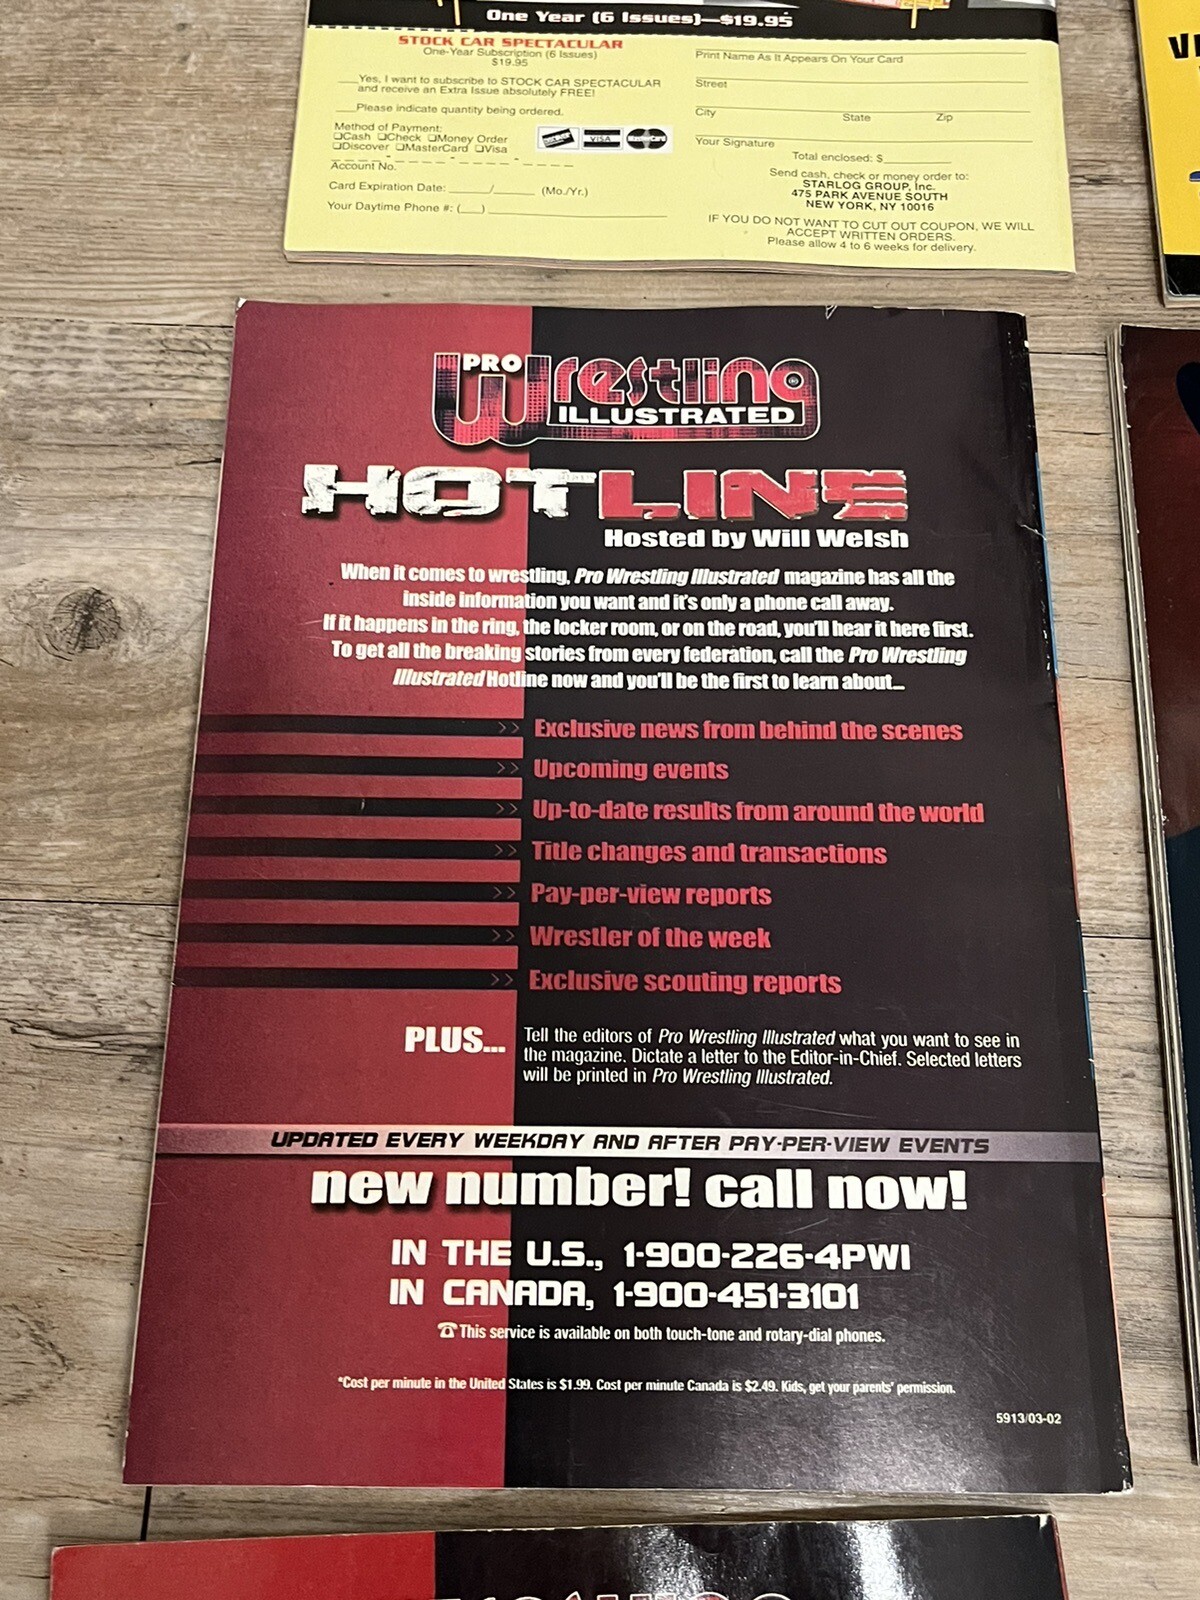 One Year (6 Issues)—$19.95
STOCK CAR SPECTACULAR
One-Year Subscription (6 Issues)
$19.95
___Yes, I want to subscribe to STOCK CAR SPECTACULAR
and receive an Extra Issue absolutely FREE!
___Please indicate quantity being ordered.
Method of Payment:
❏Cash ❏Check ❏Money Order
❏Discover ❏MasterCard ❏Visa
VISA
MasterCard
Account No.
Card Expiration Date: ______/______ (Mo./Yr.)
Your Daytime Phone #: (___)
Print Name As It Appears On Your Card
Street
City State Zip
Your Signature
Total enclosed: $
Send cash, check or money order to:
STARLOG GROUP, Inc.
475 PARK AVENUE SOUTH
NEW YORK, NY 10016
IF YOU DO NOT WANT TO CUT OUT COUPON, WE WILL
ACCEPT WRITTEN ORDERS.
Please allow 4 to 6 weeks for delivery.
PRO Wrestling
ILLUSTRATED
HOTLINE
Hosted by Will Welsh
When it comes to wrestling, Pro Wrestling Illustrated magazine has all the
inside information you want and it's only a phone call away.
If it happens in the ring, the locker room, or on the road, you'll hear it here first.
To get all the breaking stories from every federation, call the Pro Wrestling
Illustrated Hotline now and you'll be the first to learn about...
>> Exclusive news from behind the scenes
>> Upcoming events
>> Up-to-date results from around the world
>> Title changes and transactions
>> Pay-per-view reports
>> Wrestler of the week
>> Exclusive scouting reports
PLUS... Tell the editors of Pro Wrestling Illustrated what you want to see in
the magazine. Dictate a letter to the Editor-in-Chief. Selected letters
will be printed in Pro Wrestling Illustrated.
UPDATED EVERY WEEKDAY AND AFTER PAY-PER-VIEW EVENTS
new number! call now!
IN THE U.S., 1-900-226-4PWI
IN CANADA, 1-900-451-3101
☎This service is available on both touch-tone and rotary-dial phones.
*Cost per minute in the United States is $1.99. Cost per minute Canada is $2.49. Kids, get your parents' permission.
5913/03-02